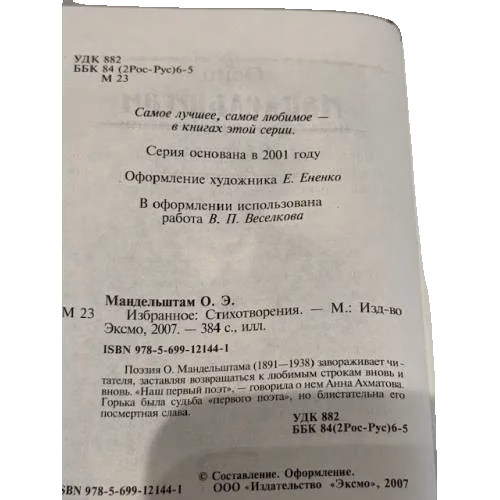 УДК 882
ББК 84 (2Рос-Рус)6-5
М 23
Самое лучшее, самое любимое —
в книгах этой серии.
Серия основана в 2001 году
Оформление художника Е. Ененко
В оформлении использована
работа В. П. Веселкова
Мандельштам О. Э.
М 23 Избранное: Стихотворения. — М.: Изд-во
Эксмо, 2007. — 384 с., илл.
ISBN 978-5-699-12144-1
Поэзия О. Мандельштама (1891—1938) завораживает чи-
тателя, заставляя возвращаться к любимым строкам вновь и
вновь. «Наш первый поэт», — говорила о нем Анна Ахматова.
Горька была судьба «первого поэта», но блистательна его
посмертная слава.
УДК 882
ББК 84(2Рос-Рус)6-5
© Составление. Оформление.
ISBN 978-5-699-12144-1 ООО «Издательство «Эксмо», 2007